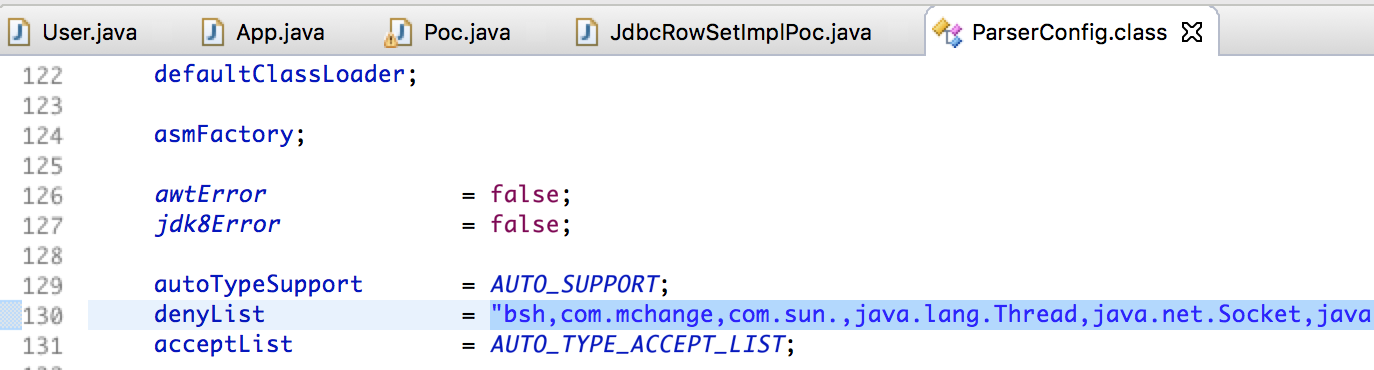 User.java App.java Poc.java JdbcRowSetImplPoc.java ParserConfig.class
122 defaultClassLoader;
123
124 asmFactory;
125
126 awtError = false;
127 jdk8Error = false;
128
129 autoTypeSupport = AUTO_SUPPORT;
130 denyList = "bsh,com.mchange,com.sun.,java.lang.Thread,java.net.Socket,java
131 acceptList = AUTO_TYPE_ACCEPT_LIST;